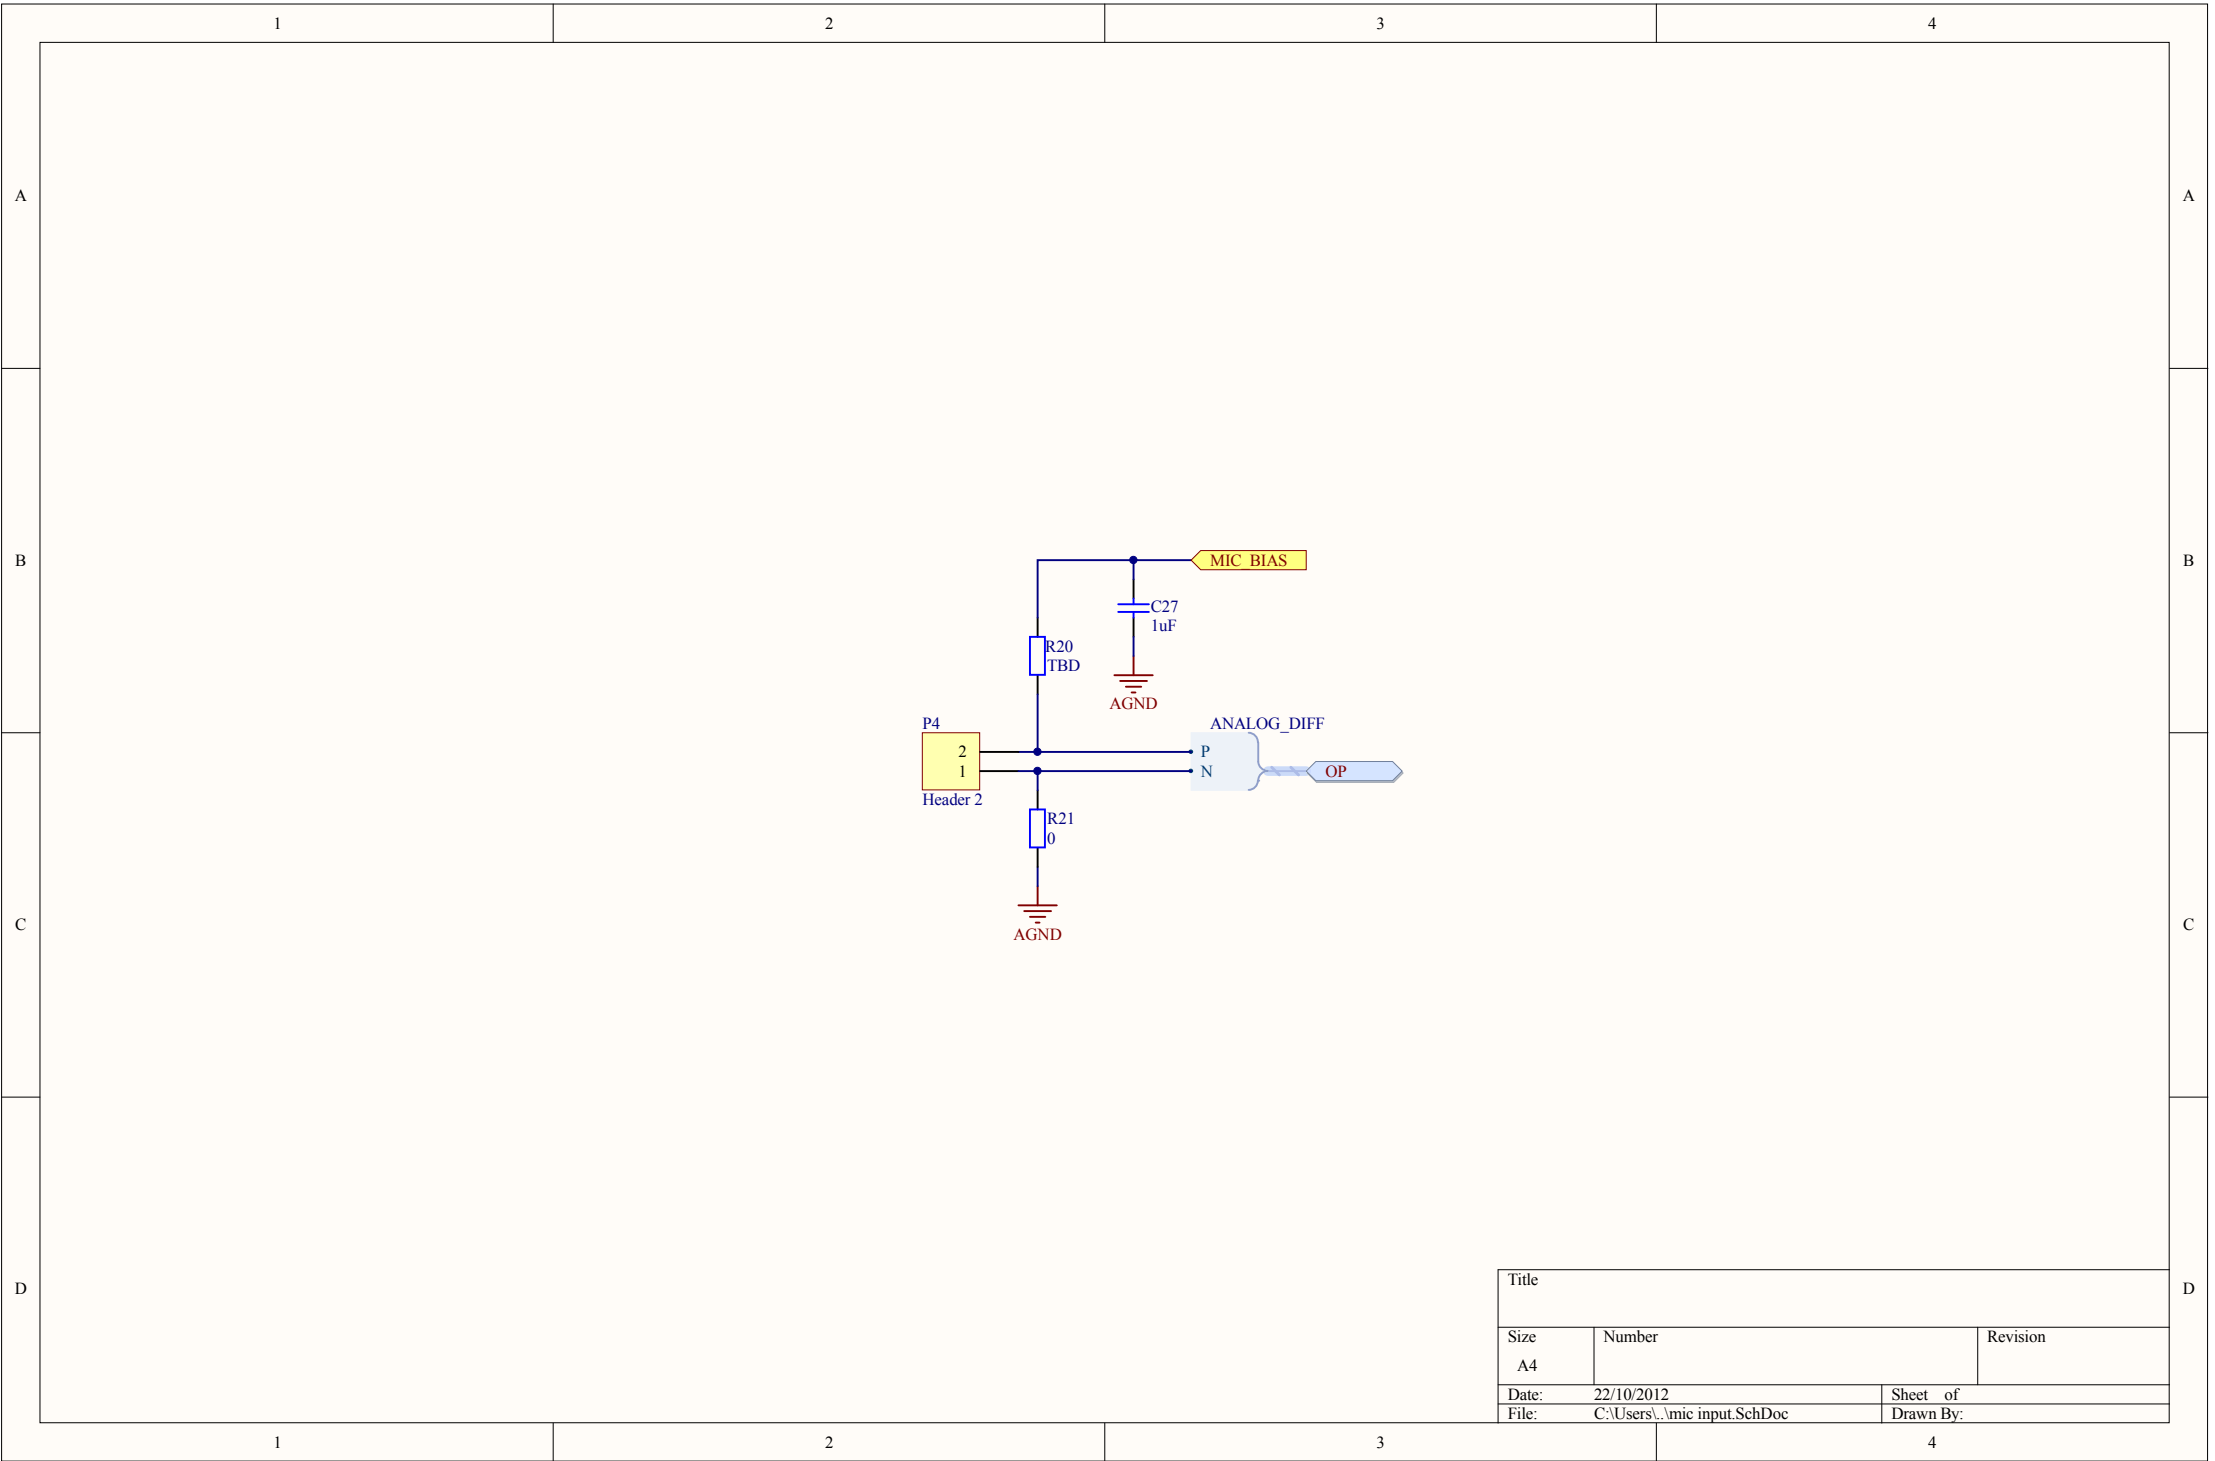 1 2 3 4
A A
MIC_BIAS
B B
C27
1uF
R20
TBD
AGND
P4 ANALOG_DIFF
2 P
1 N OP
Header 2
R21
0
C C
AGND
Title
D D
Size Number Revision
A4
Date: 22/10/2012 Sheet of
File: C:\Users\..\mic input.SchDoc Drawn By:
1 2 3 4